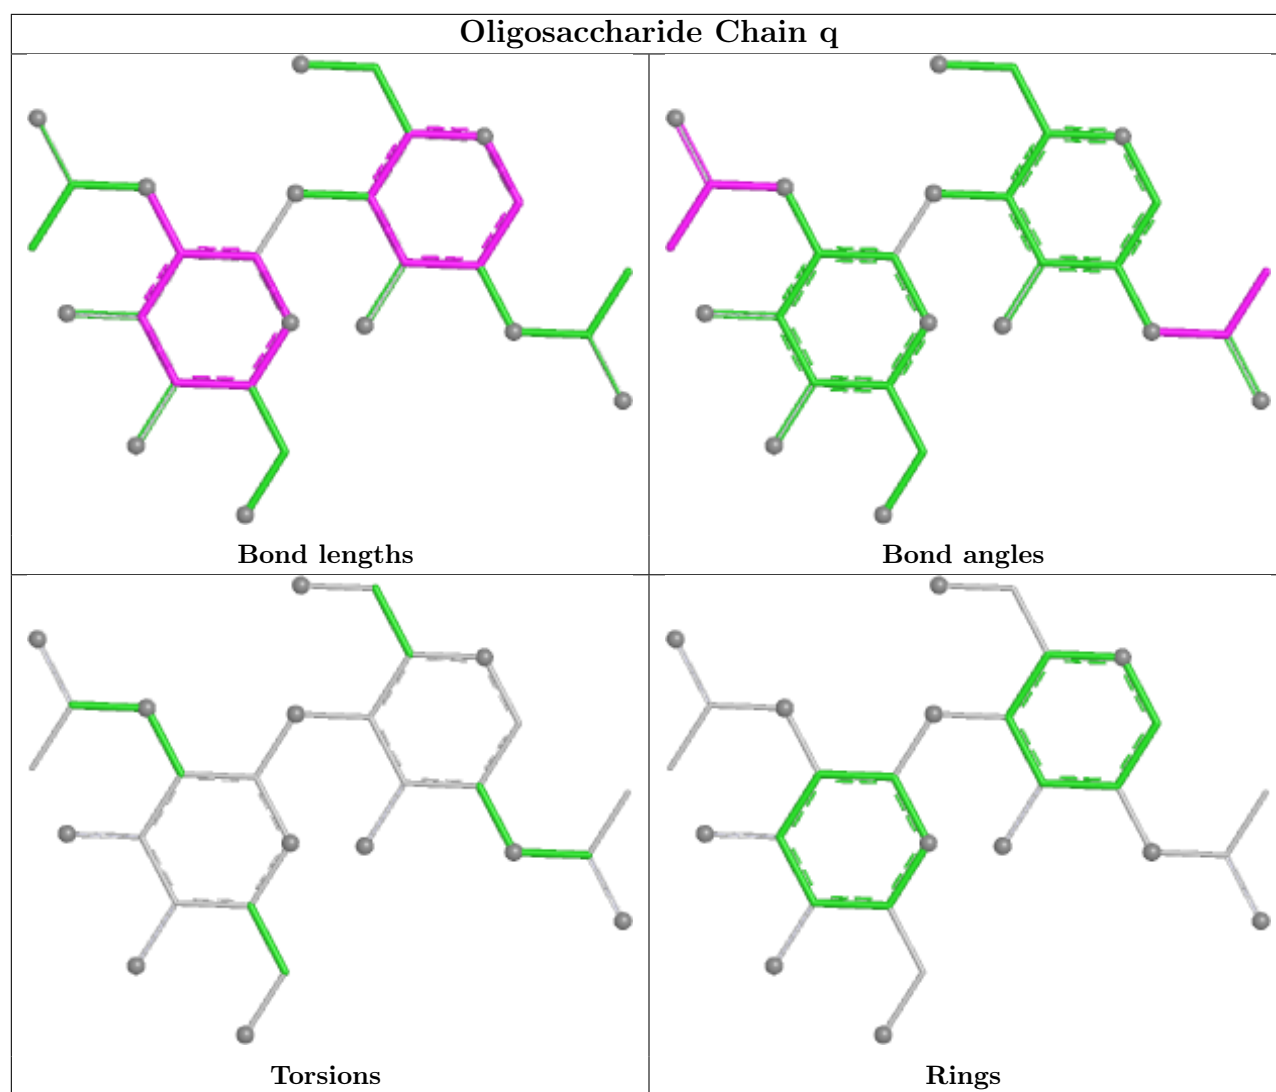 Oligosaccharide Chain q
Bond lengths
Bond angles
Torsions
Rings